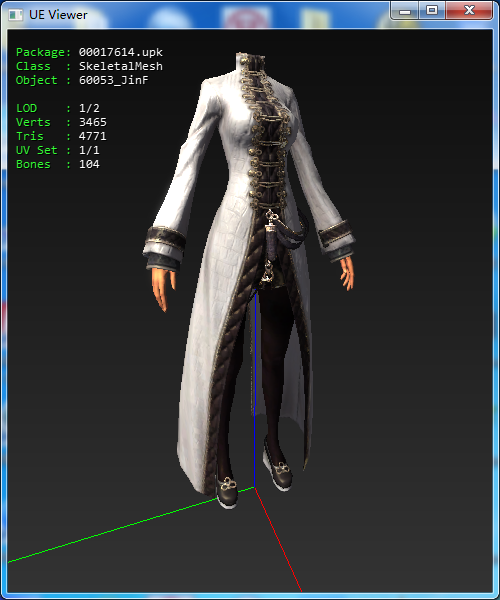 UE Viewer
Package: 00017614.upk
Class : SkeletalMesh
Object : 60053_JinF
LOD : 1/2
Verts : 3465
Tris : 4771
UV Set : 1/1
Bones : 104